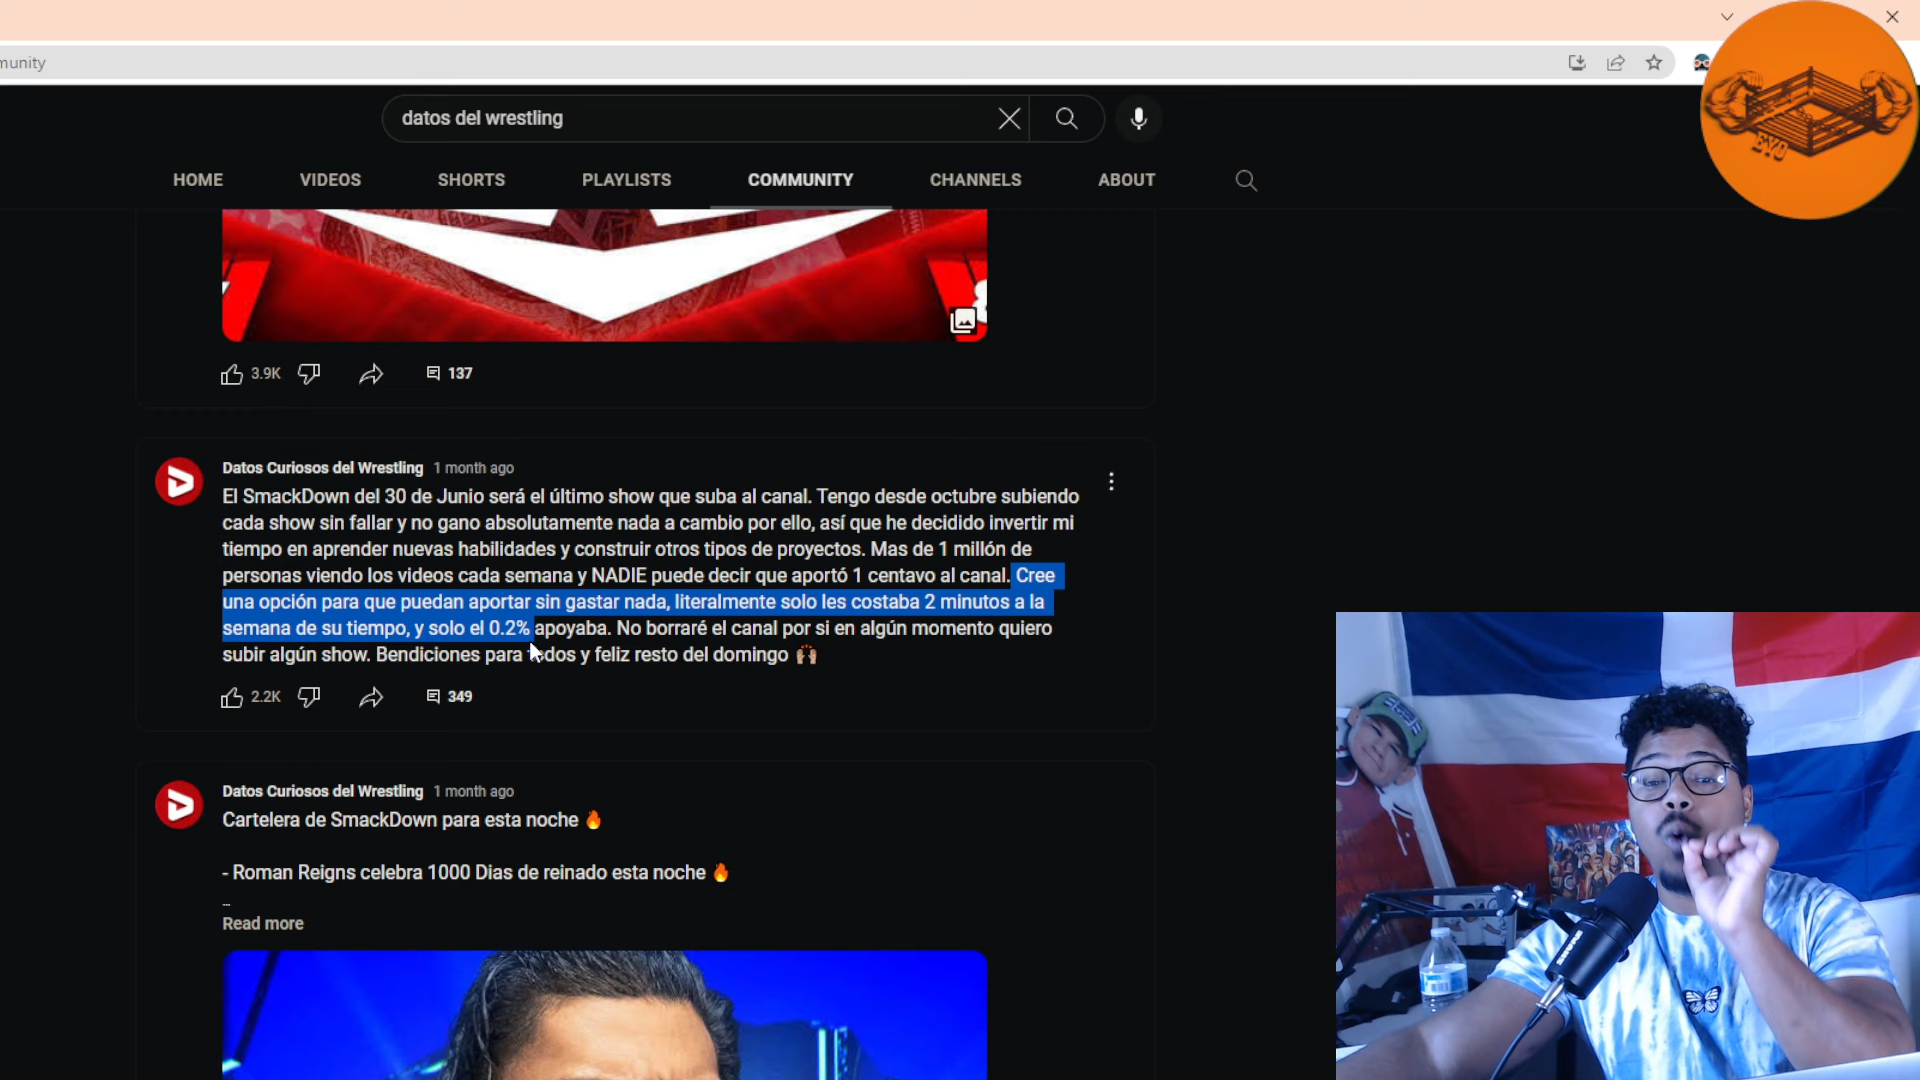 munity
datos del wrestling
EYO
HOME VIDEOS SHORTS PLAYLISTS COMMUNITY CHANNELS ABOUT
3.9K 137
Datos Curiosos del Wrestling 1 month ago
El SmackDown del 30 de Junio será el último show que suba al canal. Tengo desde octubre subiendo
cada show sin fallar y no gano absolutamente nada a cambio por ello, así que he decidido invertir mi
tiempo en aprender nuevas habilidades y construir otros tipos de proyectos. Mas de 1 millón de
personas viendo los videos cada semana y NADIE puede decir que aportó 1 centavo al canal. Cree
una opción para que puedan aportar sin gastar nada, literalmente solo les costaba 2 minutos a la
semana de su tiempo, y solo el 0.2% apoyaba. No borraré el canal por si en algún momento quiero
subir algún show. Bendiciones para todos y feliz resto del domingo 🙌🏽
2.2K 349
Datos Curiosos del Wrestling 1 month ago
Cartelera de SmackDown para esta noche 🔥
- Roman Reigns celebra 1000 Dias de reinado esta noche 🔥
...
Read more